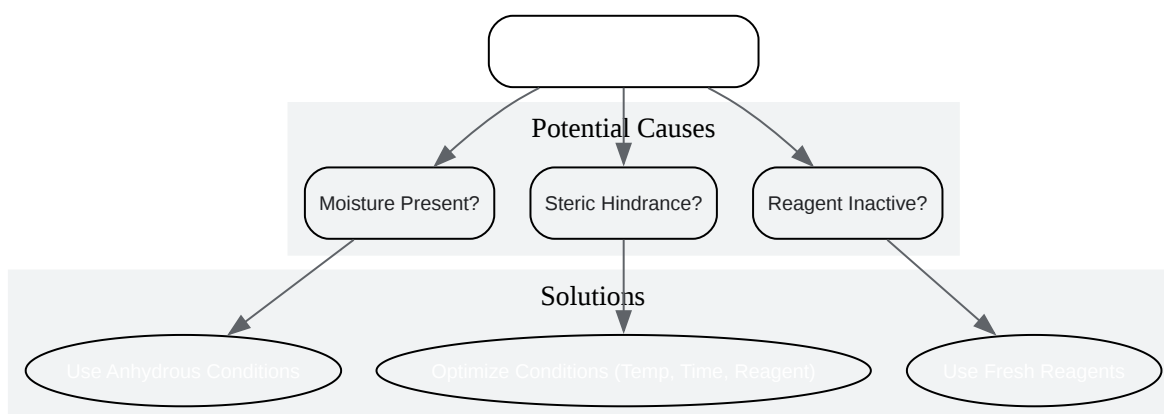 Potential Causes
Moisture Present?
Steric Hindrance?
Reagent Inactive?
Solutions
Use Anhydrous Conditions
Optimize Conditions (Temp, Time, Reagent)
Use Fresh Reagents